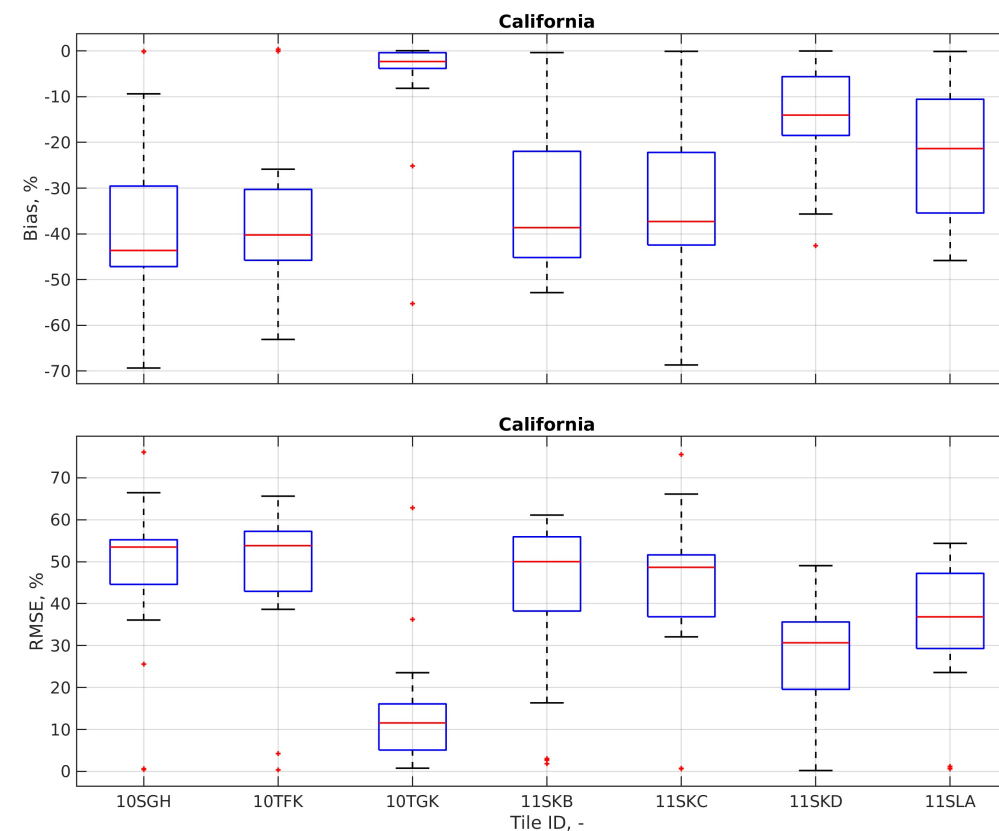 California
0
-10
-20
-30
-40
-50
-60
-70
Bias, %
California
70
60
50
40
30
20
10
0
RMSE, %
10SGH 10TFK 10TGK 11SKB 11SKC 11SKD 11SLA
Tile ID, -